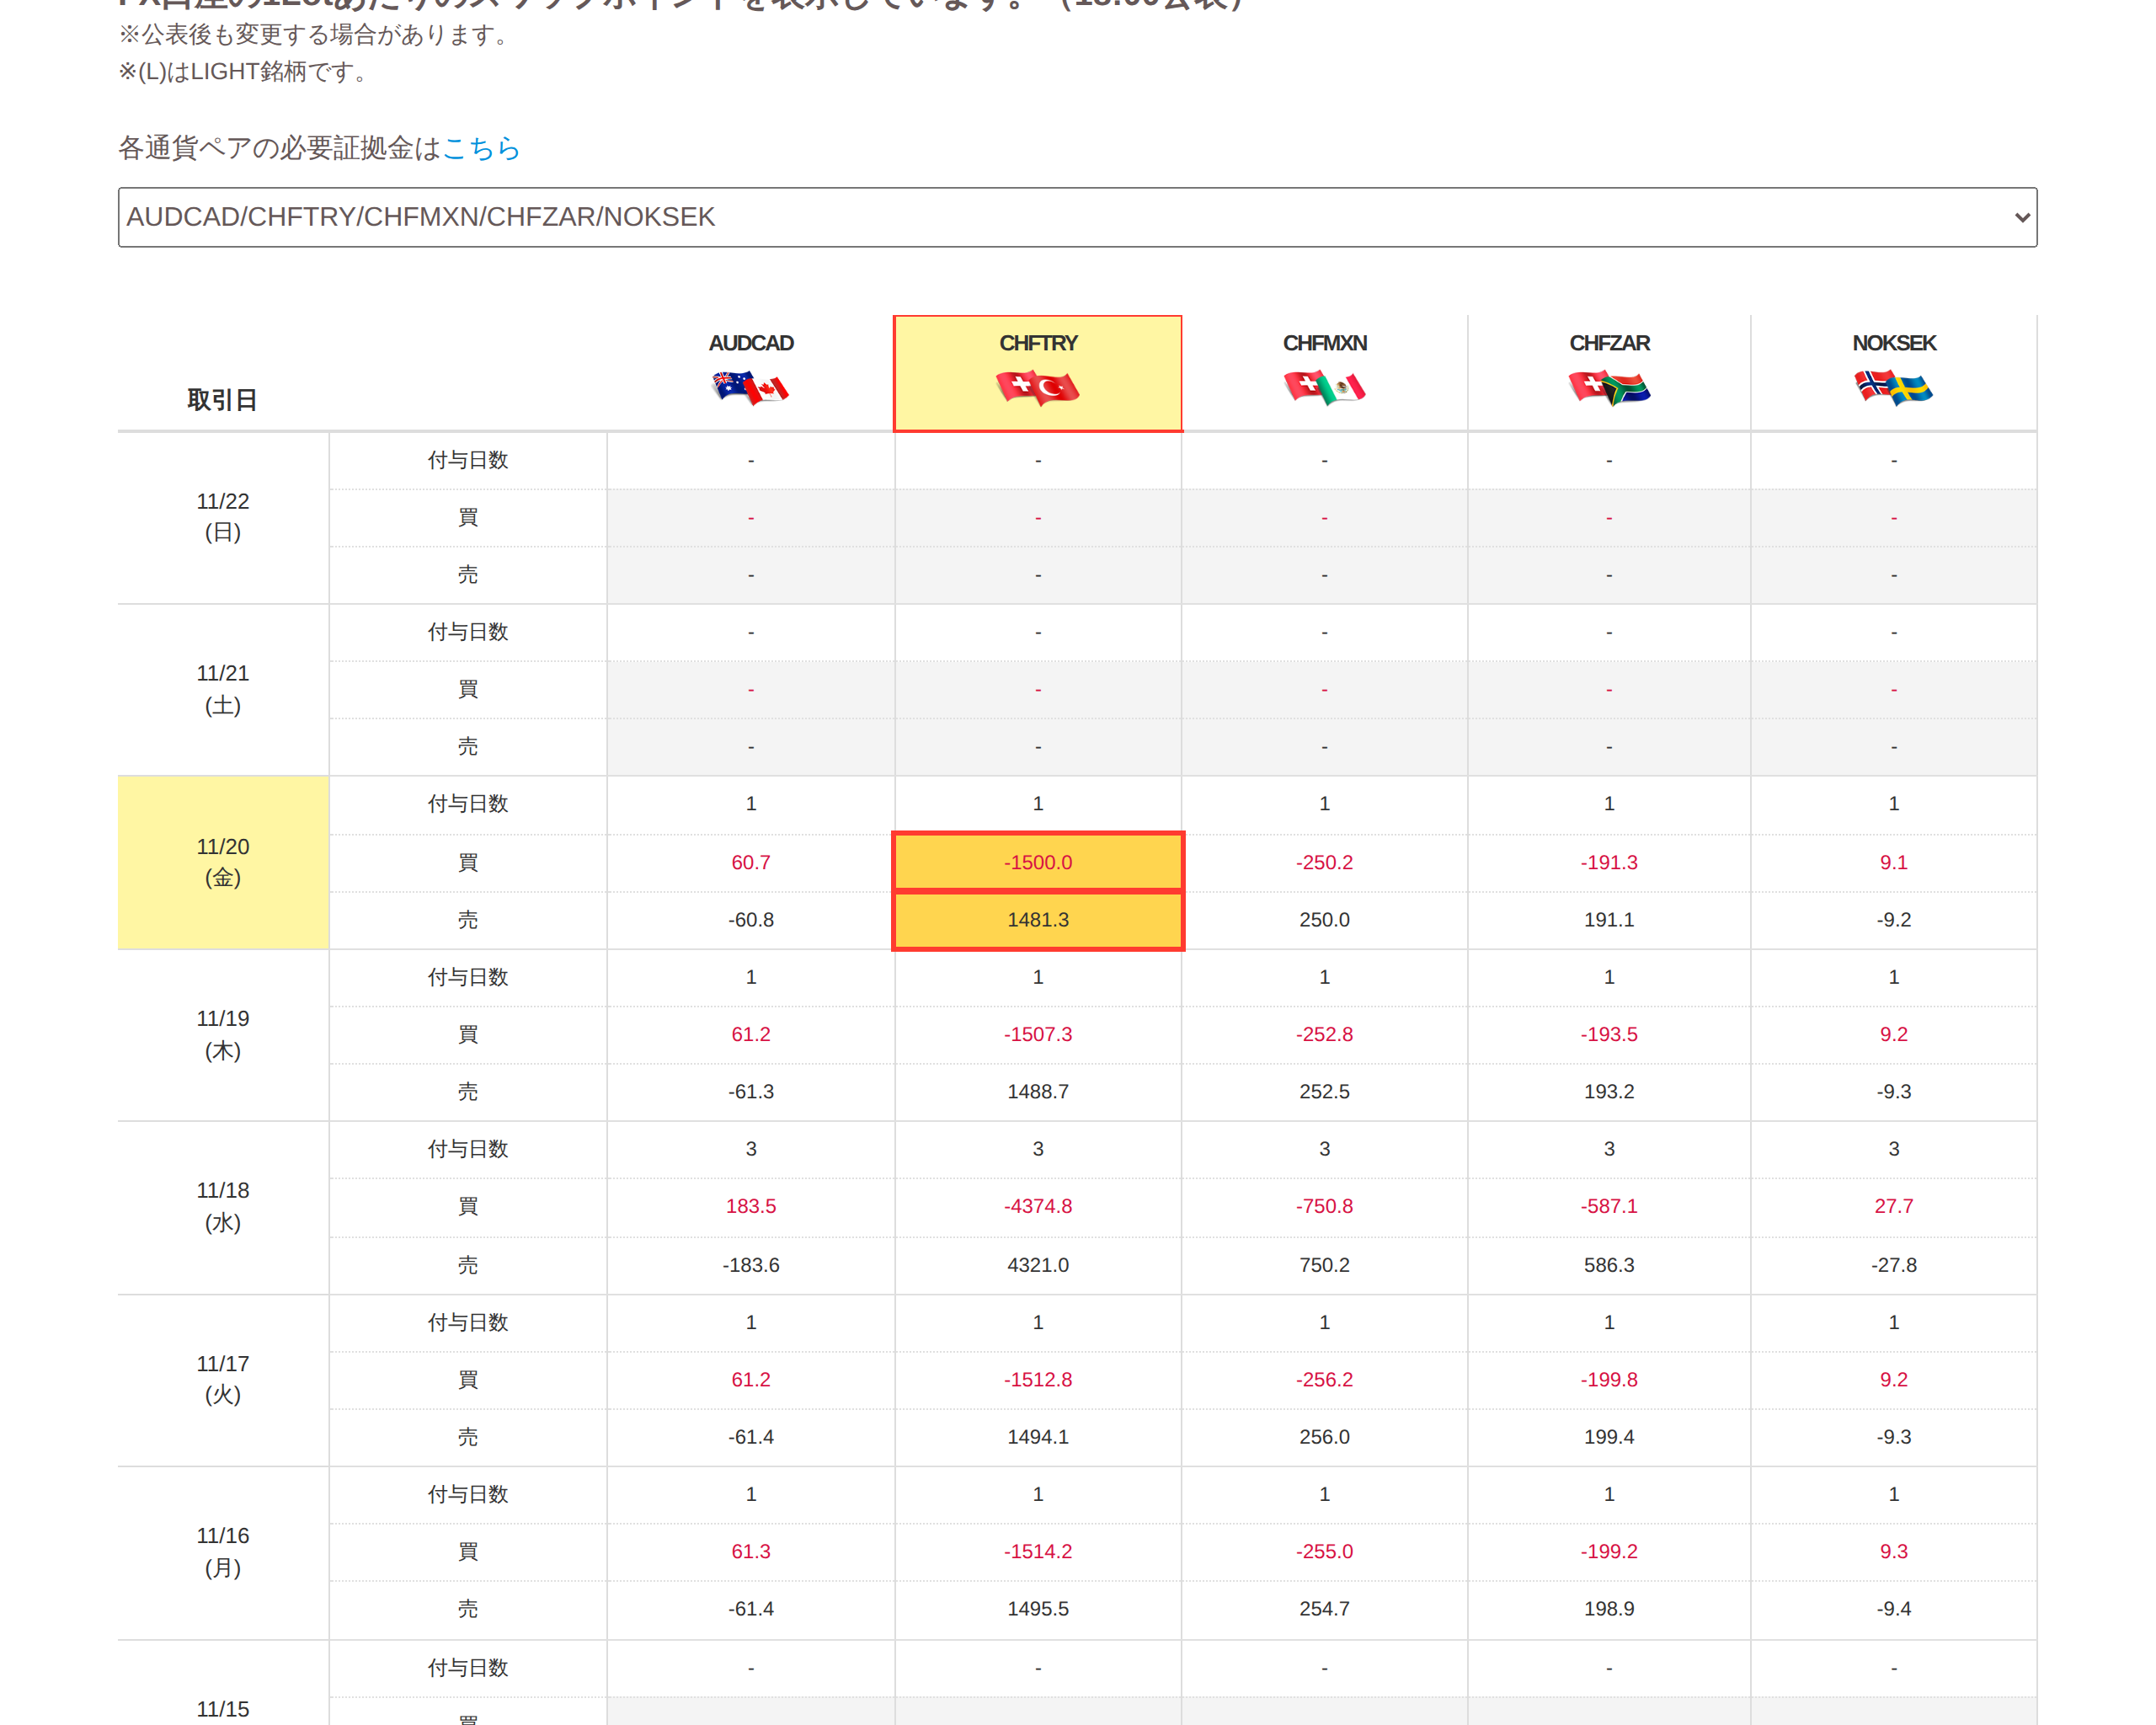 ※公表後も変更する場合があります。
※(L)はLIGHT銘柄です。
各通貨ペアの必要証拠金はこちら
AUDCAD/CHFTRY/CHFMXN/CHFZAR/NOKSEK
取引日 AUDCAD CHFTRY CHFMXN CHFZAR NOKSEK
11/22 (日)
付与日数 - - - - -
買 - - - - -
売 - - - - -
11/21 (土)
付与日数 - - - - -
買 - - - - -
売 - - - - -
11/20 (金)
付与日数 1 1 1 1 1
買 60.7 -1500.0 -250.2 -191.3 9.1
売 -60.8 1481.3 250.0 191.1 -9.2
11/19 (木)
付与日数 1 1 1 1 1
買 61.2 -1507.3 -252.8 -193.5 9.2
売 -61.3 1488.7 252.5 193.2 -9.3
11/18 (水)
付与日数 3 3 3 3 3
買 183.5 -4374.8 -750.8 -587.1 27.7
売 -183.6 4321.0 750.2 586.3 -27.8
11/17 (火)
付与日数 1 1 1 1 1
買 61.2 -1512.8 -256.2 -199.8 9.2
売 -61.4 1494.1 256.0 199.4 -9.3
11/16 (月)
付与日数 1 1 1 1 1
買 61.3 -1514.2 -255.0 -199.2 9.3
売 -61.4 1495.5 254.7 198.9 -9.4
11/15
付与日数 - - - - -